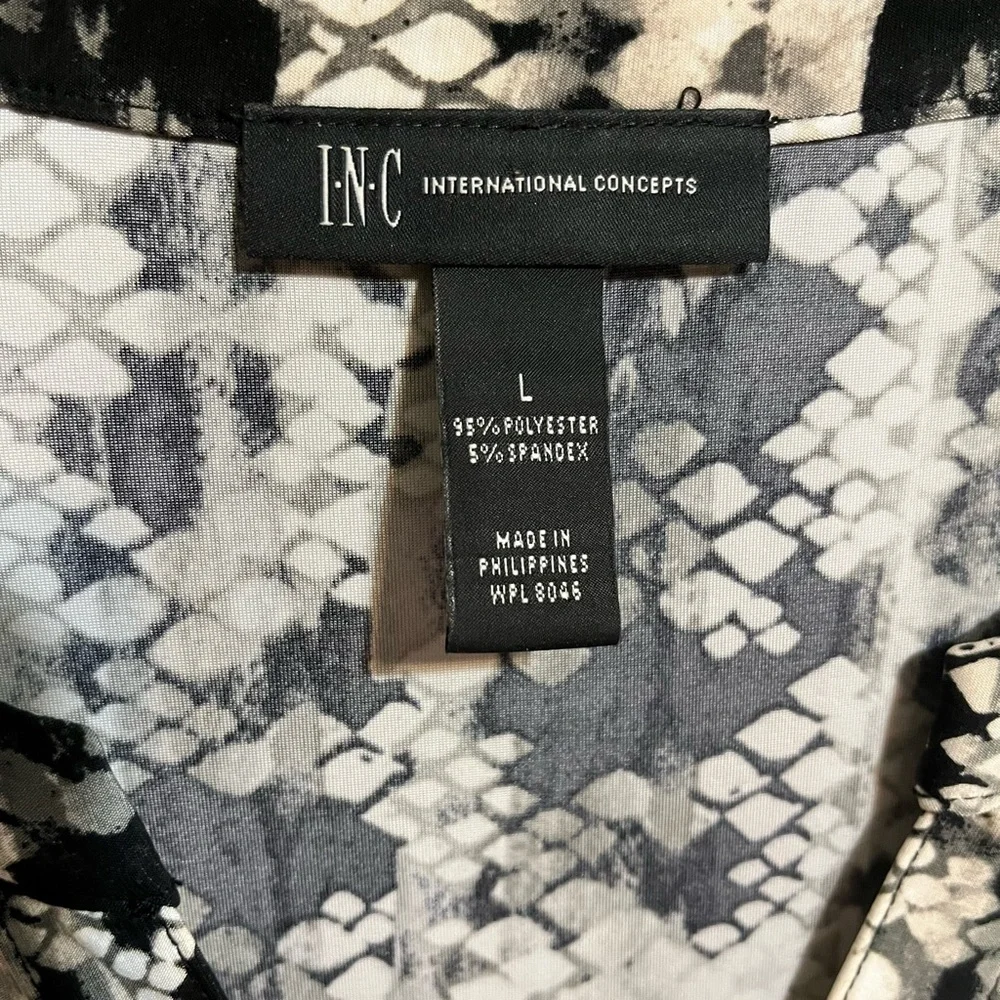 I·N·C INTERNATIONAL CONCEPTS
L
95% POLYESTER
5% SPANDEX
MADE IN
PHILIPPINES
WPL 8046